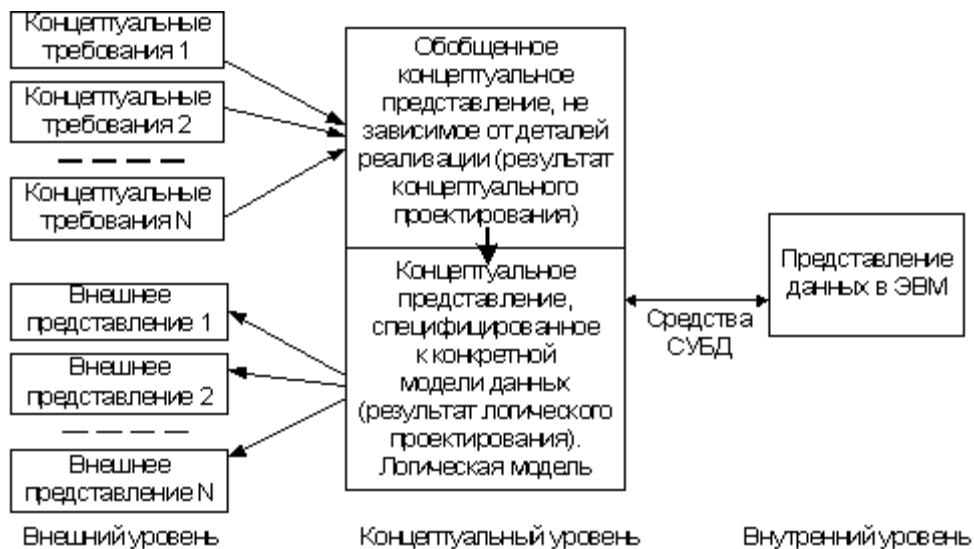 Концептуальные
требования 1
Концептуальные
требования 2
Концептуальные
требования N
Внешнее
представление 1
Внешнее
представление 2
Внешнее
представление N
Внешний уровень
Обобщенное
концептуальное
представление, не
зависимое от деталей
реализации (результат
концептуального
проектирования)
Концептуальное
представление,
специфицированное
к конкретной
модели данных
(результат логического
проектирования).
Логическая модель
Концептуальный уровень
Средства
СУБД
Представление
данных в ЭВМ
Внутренний уровень